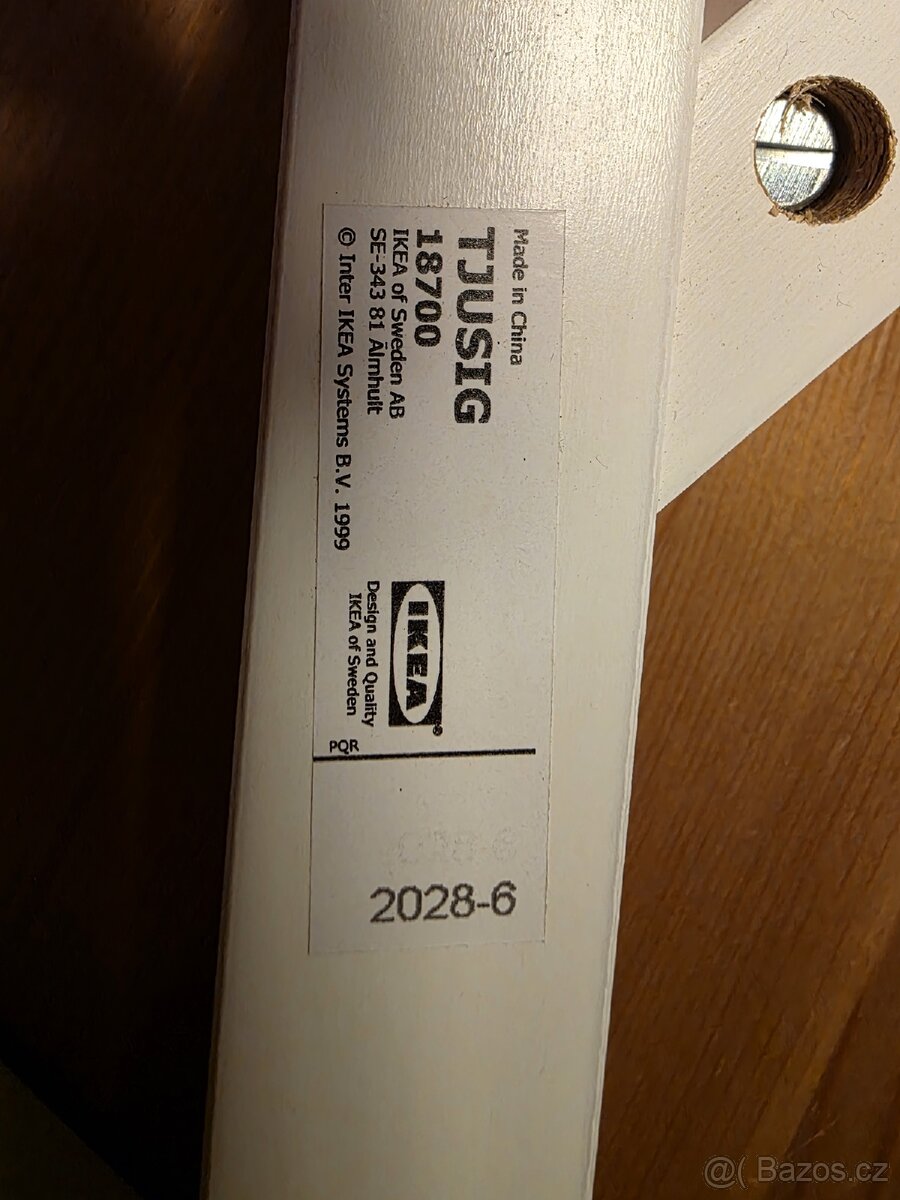 Made in China
TJUSIG
18700
IKEA of Sweden AB
SE-343 81 Älmhult
© Inter IKEA Systems B.V. 1999
IKEA®
Design and Quality
IKEA of Sweden
PQR
2028-6
@( Bazos.cz